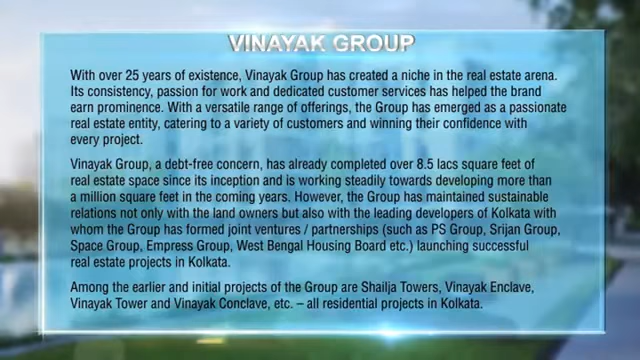 VINAYAK GROUP
With over 25 years of existence, Vinayak Group has created a niche in the real estate arena.
Its consistency, passion for work and dedicated customer services has helped the brand
earn prominence. With a versatile range of offerings, the Group has emerged as a passionate
real estate entity, catering to a variety of customers and winning their confidence with
every project.
Vinayak Group, a debt-free concern, has already completed over 8.5 lacs square feet of
real estate space since its inception and is working steadily towards developing more than
a million square feet in the coming years. However, the Group has maintained sustainable
relations not only with the land owners but also with the leading developers of Kolkata with
whom the Group has formed joint ventures / partnerships (such as PS Group, Srijan Group,
Space Group, Empress Group, West Bengal Housing Board etc.) launching successful
real estate projects in Kolkata.
Among the earlier and initial projects of the Group are Shailja Towers, Vinayak Enclave,
Vinayak Tower and Vinayak Conclave, etc. – all residential projects in Kolkata.